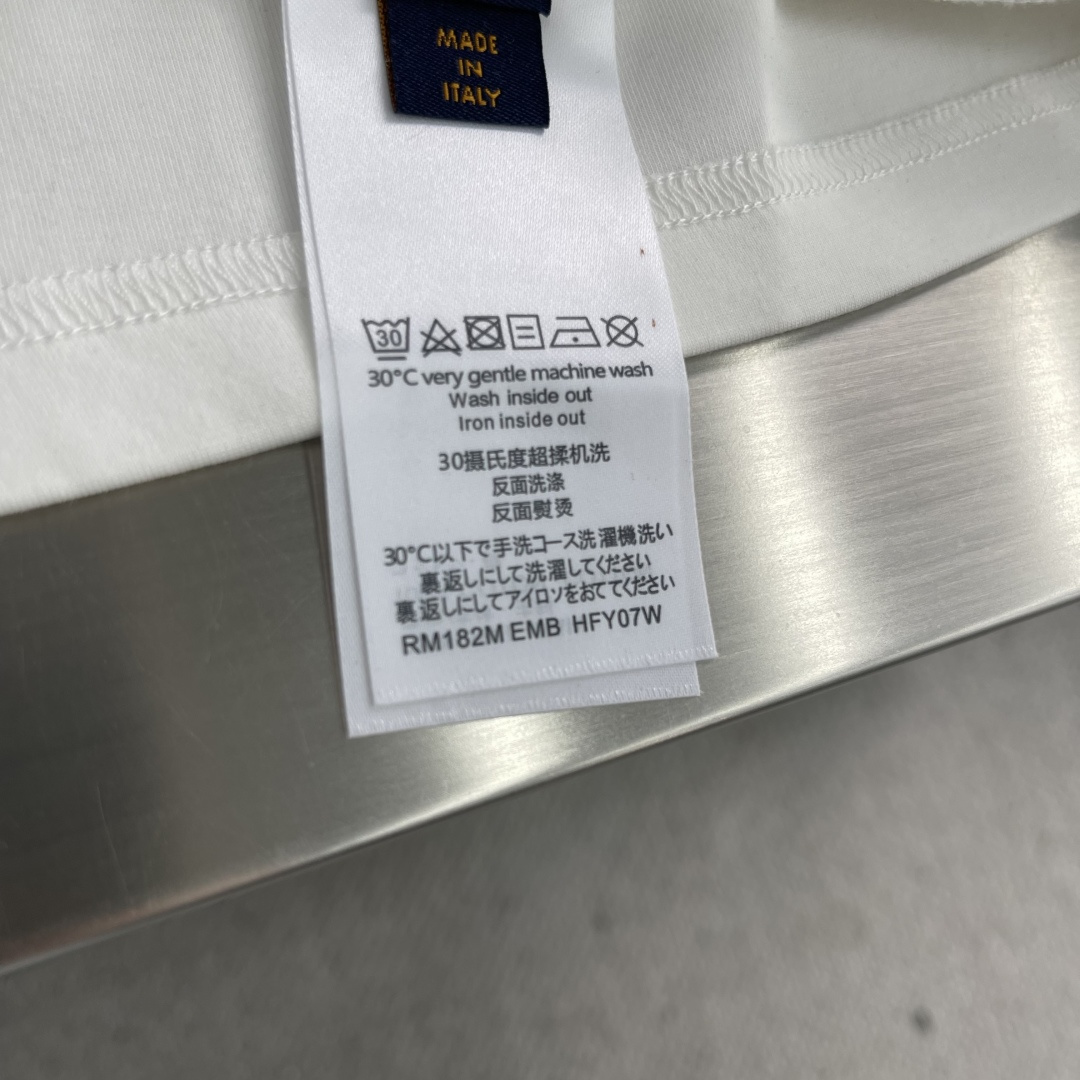 MADE
IN
ITALY
30
30°C very gentle machine wash
Wash inside out
Iron inside out
30摄氏度超揉机洗
反面洗涤
反面熨烫
30°C以下で手洗コース洗濯機洗い
裏返しにして洗濯してください
裏返しにしてアイロソをおててください
RM182M EMB HFY07W